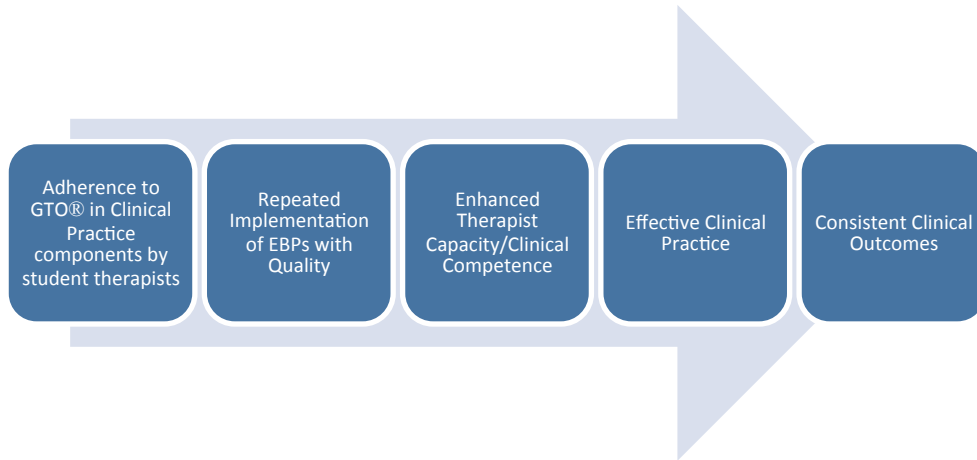 Adherence to
GTO® in Clinical
Practice
components by
student therapists
Repeated
Implementation
of EBPs with
Quality
Enhanced
Therapist
Capacity/Clinical
Competence
Effective Clinical
Practice
Consistent Clinical
Outcomes